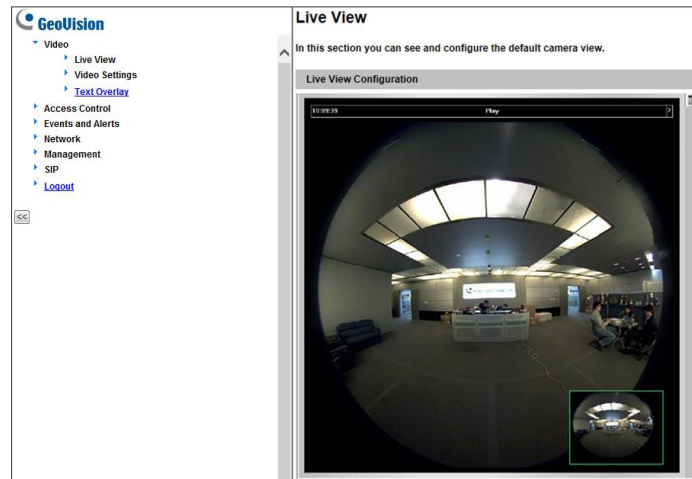 GeoVision
Video
Live View
Video Settings
Text Overlay
Access Control
Events and Alerts
Network
Management
SIP
Logout
<<
Live View
In this section you can see and configure the default camera view.
Live View Configuration
10:09:39 Play >